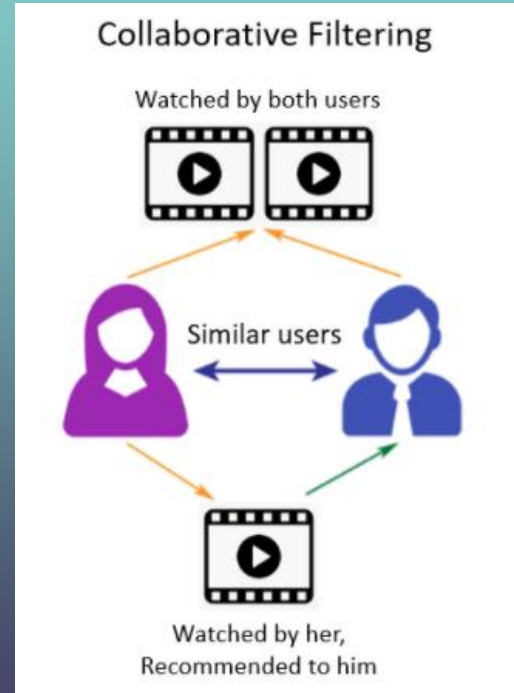 Collaborative Filtering
Watched by both users
Similar users
Watched by her,
Recommended to him